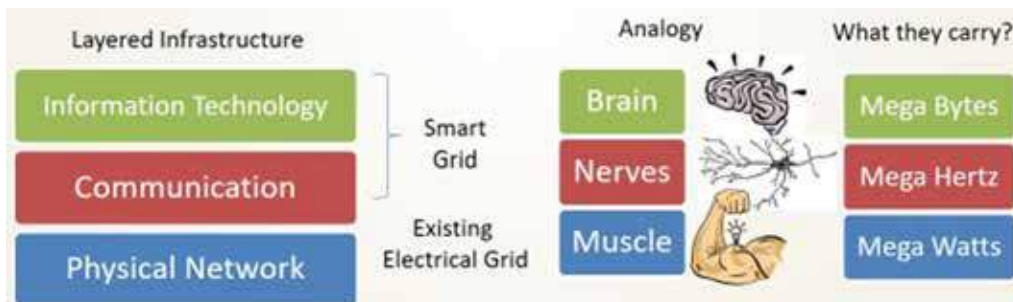 Layered Infrastructure
Analogy
What they carry?
Information Technology
Communication
Physical Network
Smart
Grid
Existing
Electrical Grid
Brain
Nerves
Muscle
Mega Bytes
Mega Hertz
Mega Watts